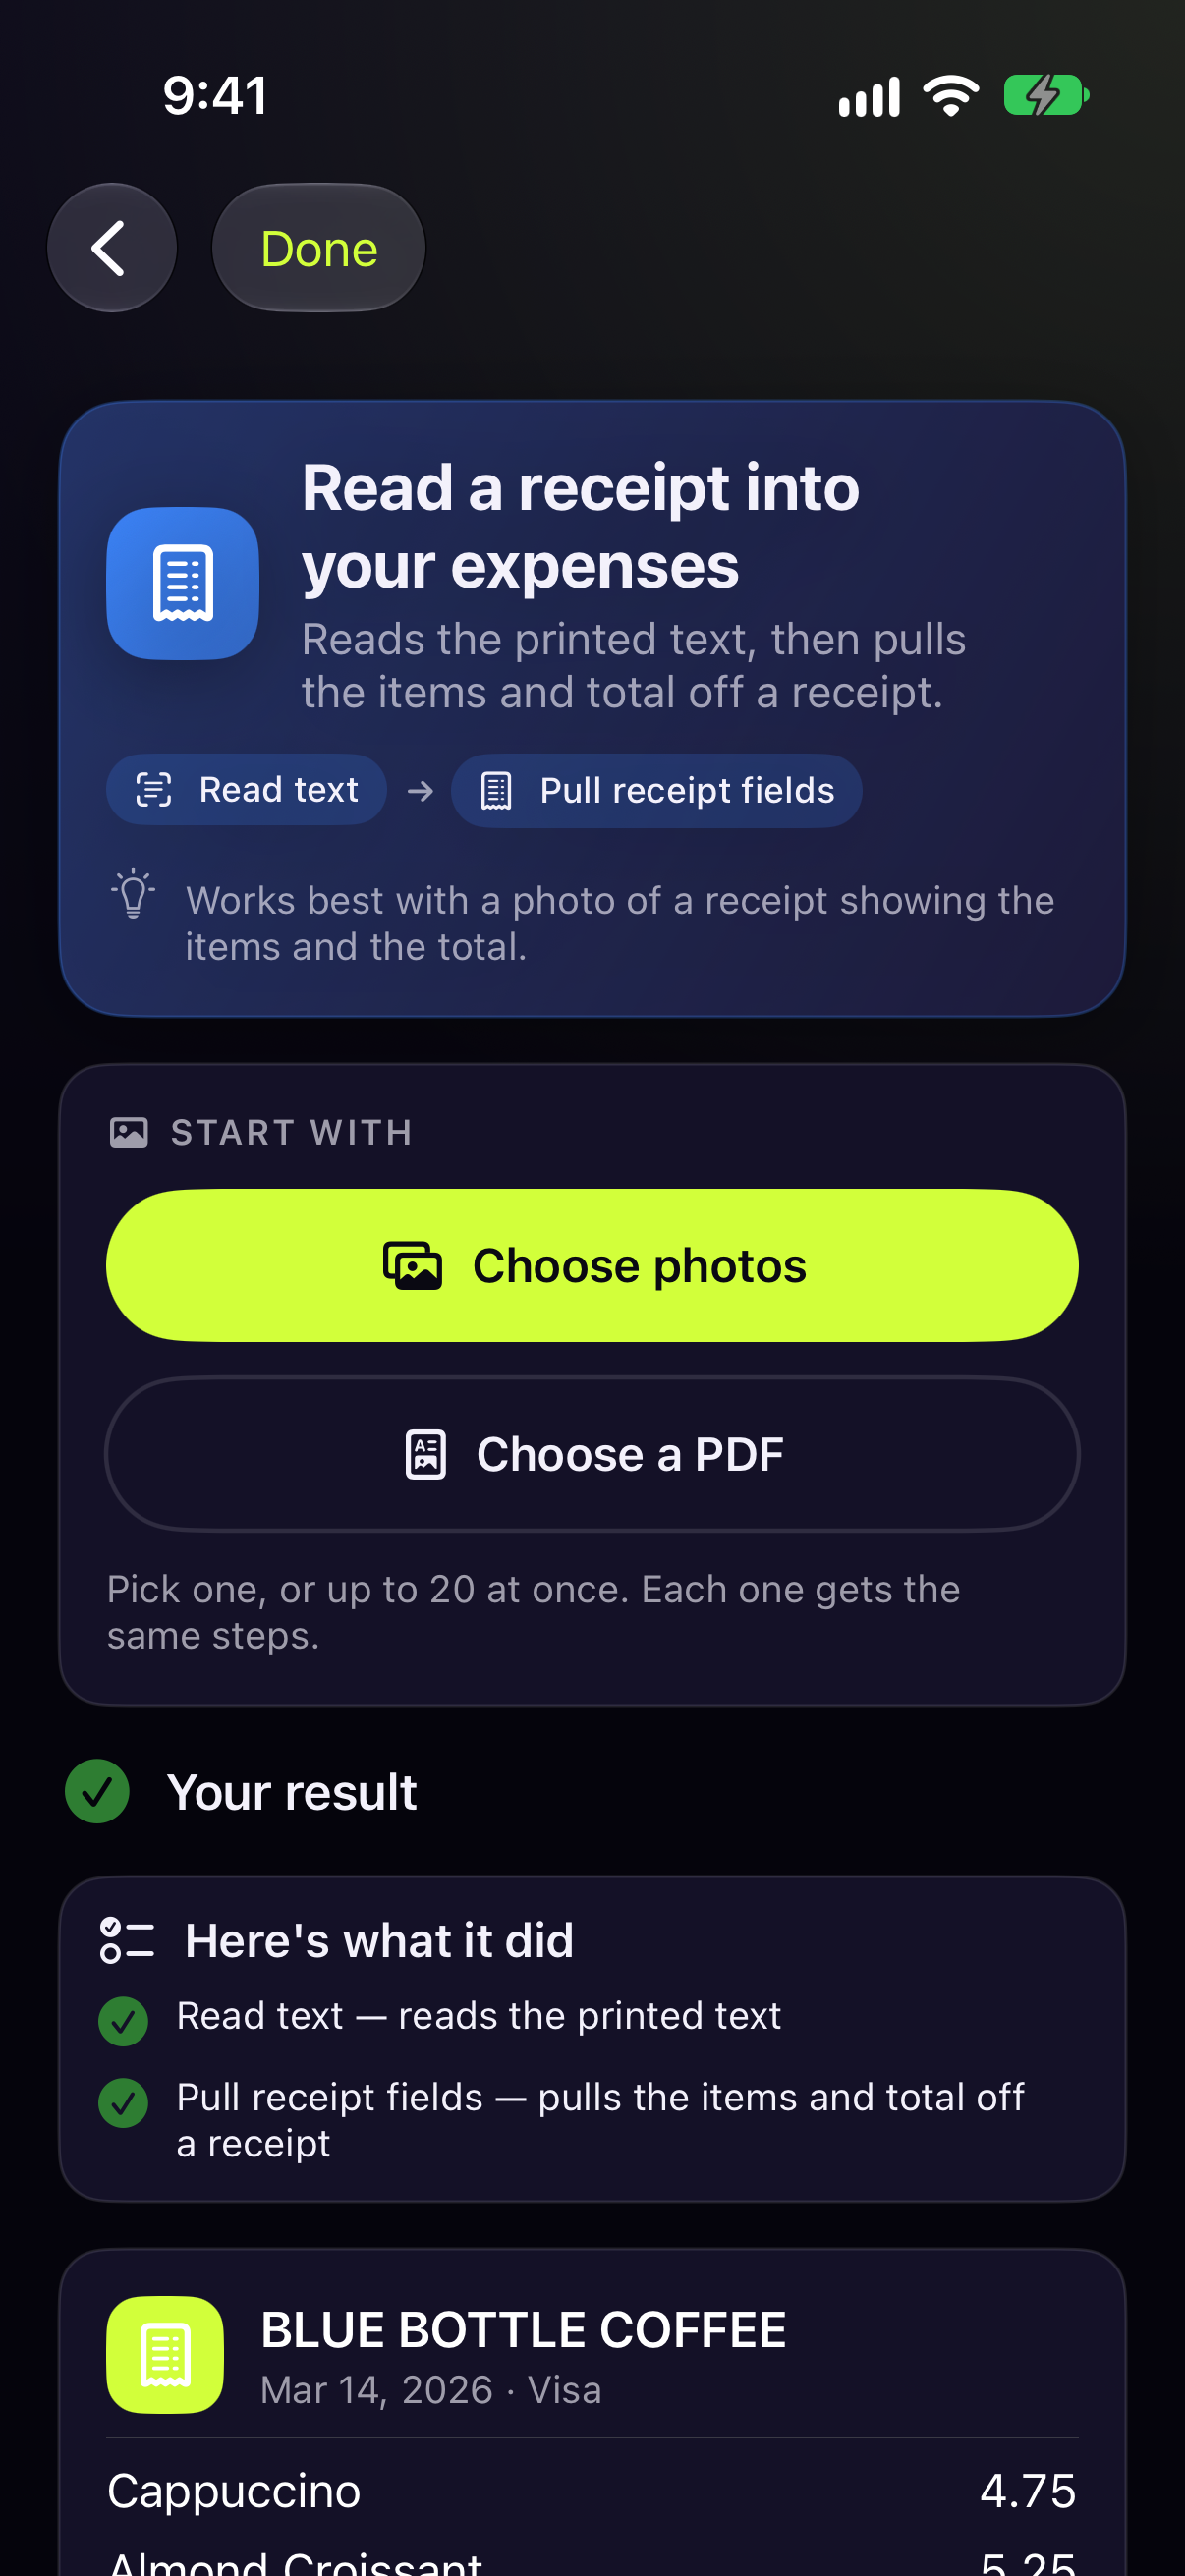 9:41
Done
Read a receipt into
your expenses
Reads the printed text, then pulls
the items and total off a receipt.
Read text → Pull receipt fields
Works best with a photo of a receipt showing the
items and the total.
START WITH
Choose photos
Choose a PDF
Pick one, or up to 20 at once. Each one gets the
same steps.
Your result
Here's what it did
Read text — reads the printed text
Pull receipt fields — pulls the items and total off
a receipt
BLUE BOTTLE COFFEE
Mar 14, 2026 · Visa
Cappuccino 4.75
Almond Croissant 5.25